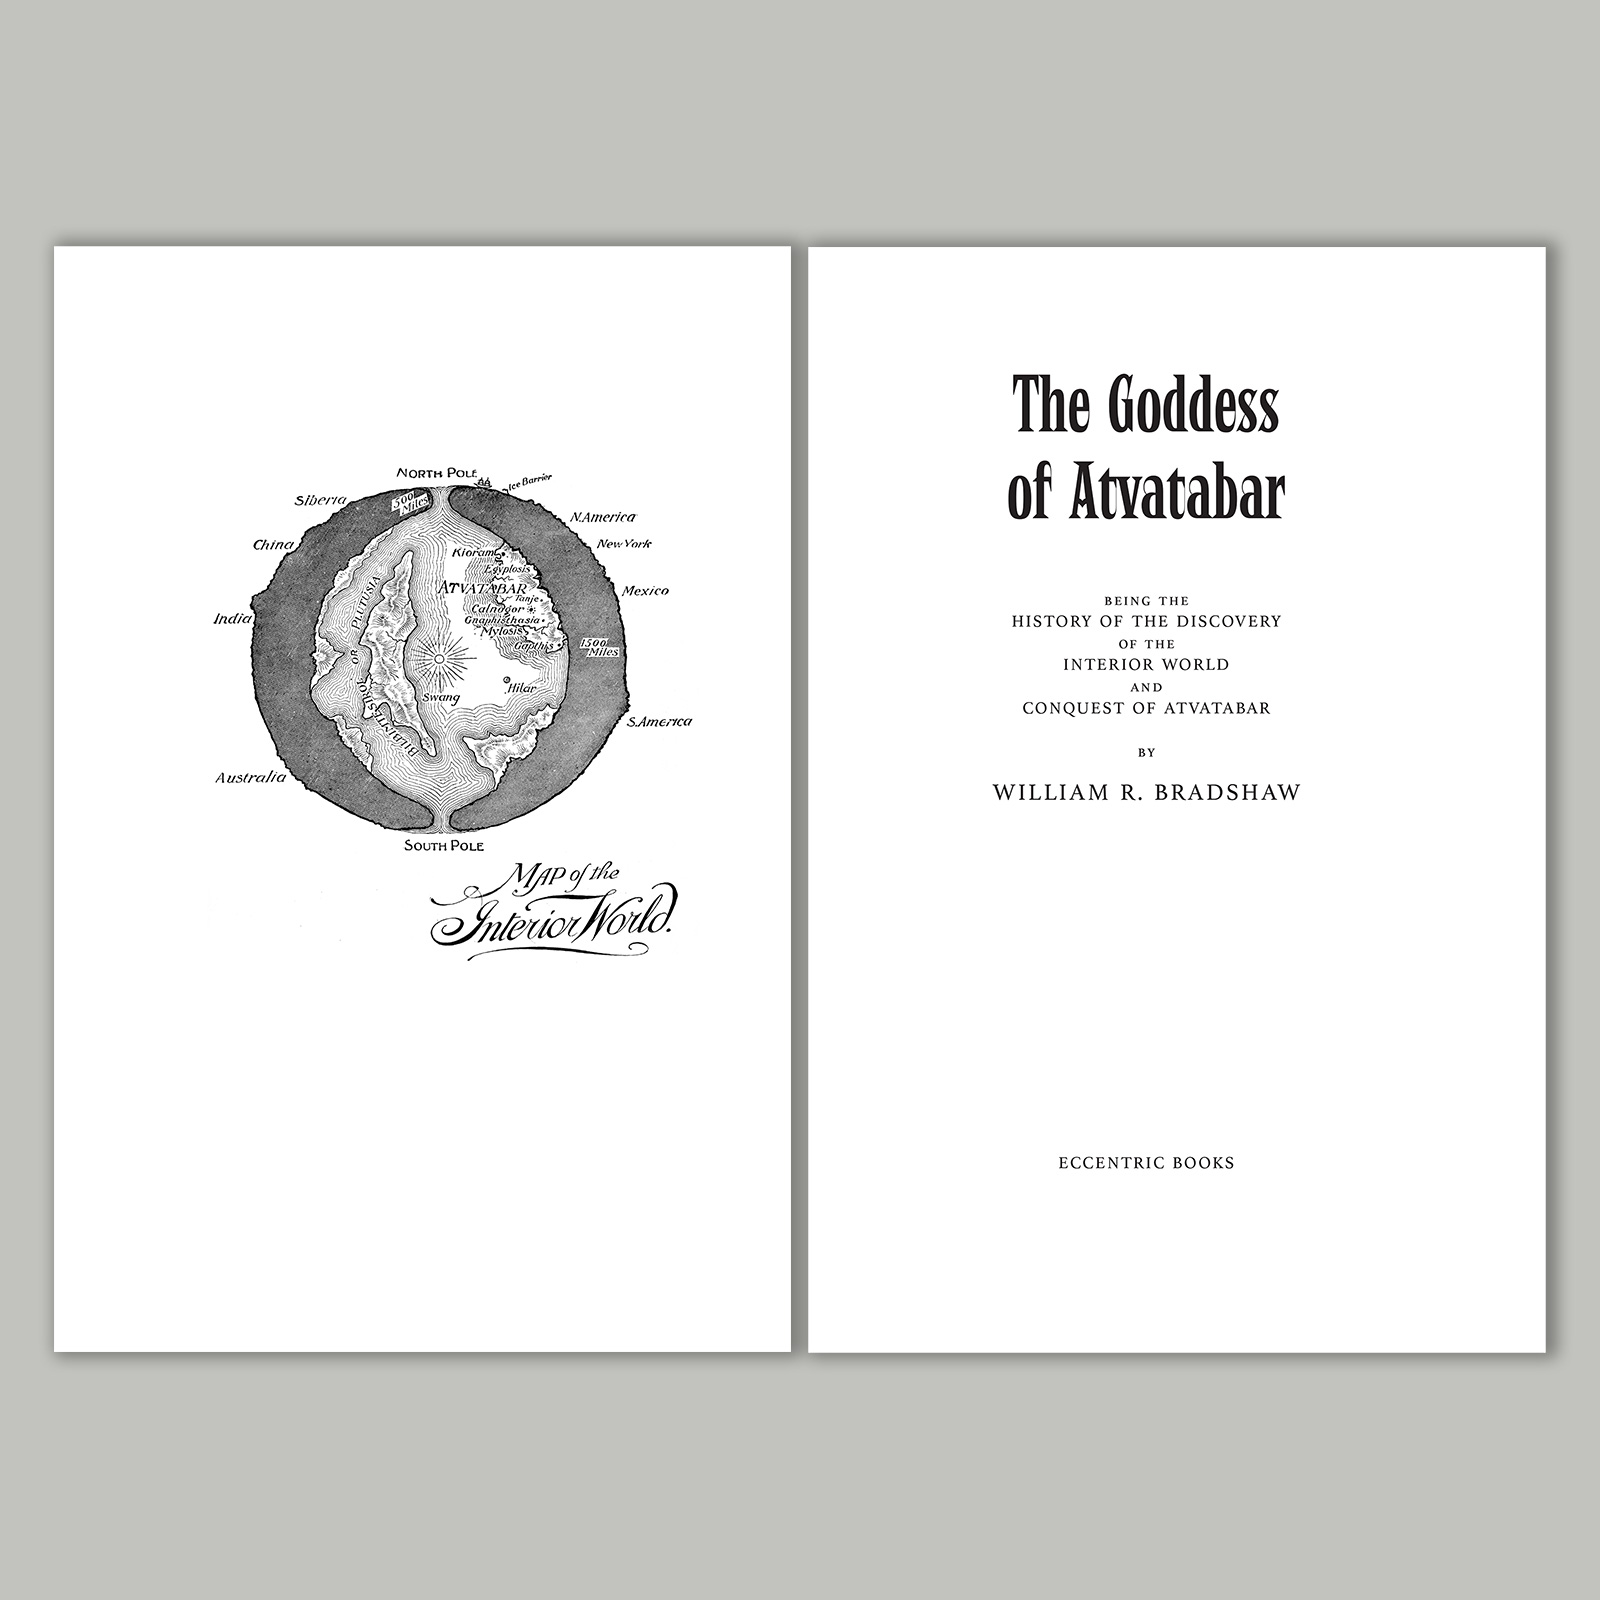 NORTH POLE
Ice Barrier
Siberia
500
Miles
N.America
China
New York
Kioram
Egyplosis
ATVATABAR
Mexico
Tanje
Calnogor
India
Gnaphisthasia
Mylosis
Gapthis
1500
Miles
PLUTUSIA
OR
Hilar
Swang
S.America
Australia
SOUTH POLE
MAP of the
Interior World.
The Goddess
of Atvatabar
BEING THE
HISTORY OF THE DISCOVERY
OF THE
INTERIOR WORLD
AND
CONQUEST OF ATVATABAR
BY
WILLIAM R. BRADSHAW
ECCENTRIC BOOKS